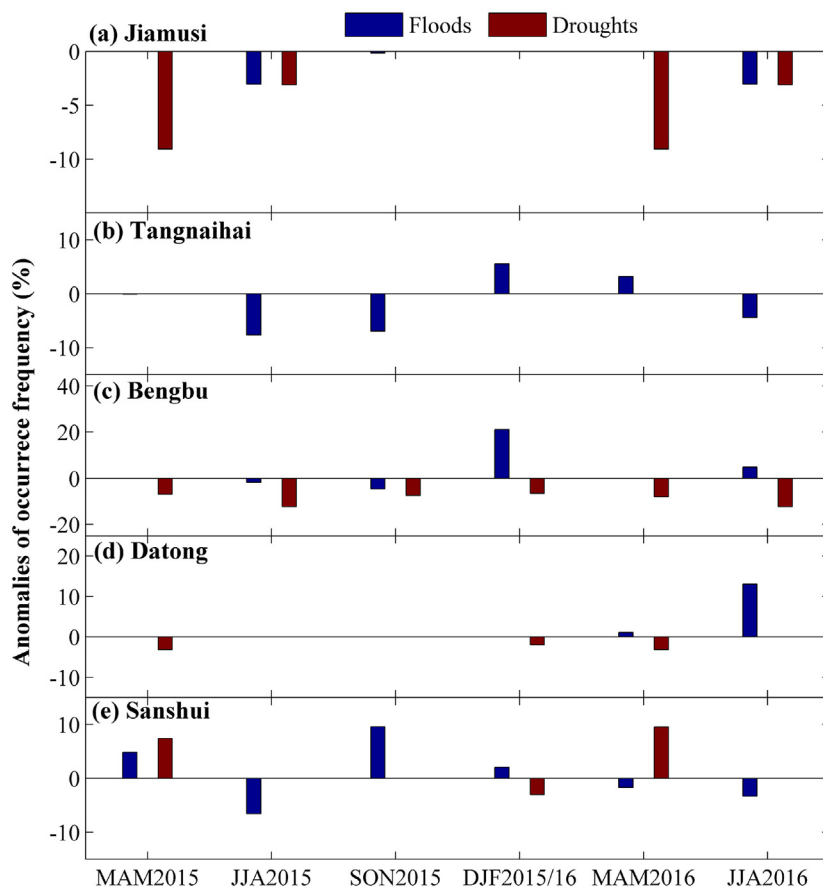 Floods Droughts
(a) Jiamusi
0
-5
-10
(b) Tangnaihai
10
0
-10
(c) Bengbu
40
20
0
-20
(d) Datong
20
10
0
-10
(e) Sanshui
10
0
-10
Anomalies of occurrece frequency (%)
MAM2015 JJA2015 SON2015 DJF2015/16 MAM2016 JJA2016